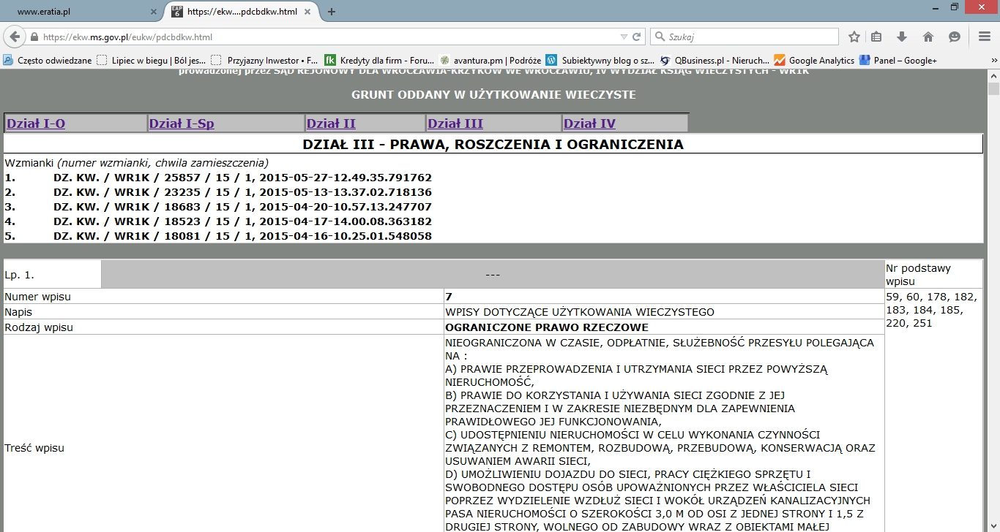 www.eratia.pl
https://ekw....pdcbdkw.html
https://ekw.ms.gov.pl/eukw/pdcbdkw.html
Szukaj
Często odwiedzane
Lipiec w biegu | Ból jes...
Przyjazny Inwestor • F...
fk Kredyty dla firm - Foru...
avantura.pm | Podróże
Subiektywny blog o sz...
QBusiness.pl - Nieruch...
Google Analytics
Panel – Google+
prowadzonej przez SĄD REJONOWY DLA WROCŁAWIA-KRZYKÓW WE WROCŁAWIU, IV WYDZIAŁ KSIĄG WIECZYSTYCH - WR1K
GRUNT ODDANY W UŻYTKOWANIE WIECZYSTE
Dział I-O Dział I-Sp Dział II Dział III Dział IV
DZIAŁ III - PRAWA, ROSZCZENIA I OGRANICZENIA
Wzmianki (numer wzmianki, chwila zamieszczenia)
1. DZ. KW. / WR1K / 25857 / 15 / 1, 2015-05-27-12.49.35.791762
2. DZ. KW. / WR1K / 23235 / 15 / 1, 2015-05-13-13.37.02.718136
3. DZ. KW. / WR1K / 18683 / 15 / 1, 2015-04-20-10.57.13.247707
4. DZ. KW. / WR1K / 18523 / 15 / 1, 2015-04-17-14.00.08.363182
5. DZ. KW. / WR1K / 18081 / 15 / 1, 2015-04-16-10.25.01.548058
Lp. 1. ---
Nr podstawy
wpisu
Numer wpisu 7
59, 60, 178, 182,
183, 184, 185,
220, 251
Napis WPISY DOTYCZĄCE UŻYTKOWANIA WIECZYSTEGO
Rodzaj wpisu OGRANICZONE PRAWO RZECZOWE
Treść wpisu
NIEOGRANICZONA W CZASIE, ODPŁATNIE, SŁUŻEBNOŚĆ PRZESYŁU POLEGAJĄCA
NA :
A) PRAWIE PRZEPROWADZENIA I UTRZYMANIA SIECI PRZEZ POWYŻSZĄ
NIERUCHOMOŚĆ,
B) PRAWIE DO KORZYSTANIA I UŻYWANIA SIECI ZGODNIE Z JEJ
PRZEZNACZENIEM I W ZAKRESIE NIEZBĘDNYM DLA ZAPEWNIENIA
PRAWIDŁOWEGO JEJ FUNKCJONOWANIA,
C) UDOSTĘPNIENIU NIERUCHOMOŚCI W CELU WYKONANIA CZYNNOŚCI
ZWIĄZANYCH Z REMONTEM, ROZBUDOWĄ, PRZEBUDOWĄ, KONSERWACJĄ ORAZ
USUWANIEM AWARII SIECI,
D) UMOŻLIWIENIU DOJAZDU DO SIECI, PRACY CIĘŻKIEGO SPRZĘTU I
SWOBODNEGO DOSTĘPU OSÓB UPOWAŻNIONYCH PRZEZ WŁAŚCICIELA SIECI
POPRZEZ WYDZIELENIE WZDŁUŻ SIECI I WOKÓŁ URZĄDZEŃ KANALIZACYJNYCH
PASA NIERUCHOMOŚCI O SZEROKOŚCI 3,0 M OD OSI Z JEDNEJ STRONY I 1,5 Z
DRUGIEJ STRONY, WOLNEGO OD ZABUDOWY WRAZ Z OBIEKTAMI MAŁEJ